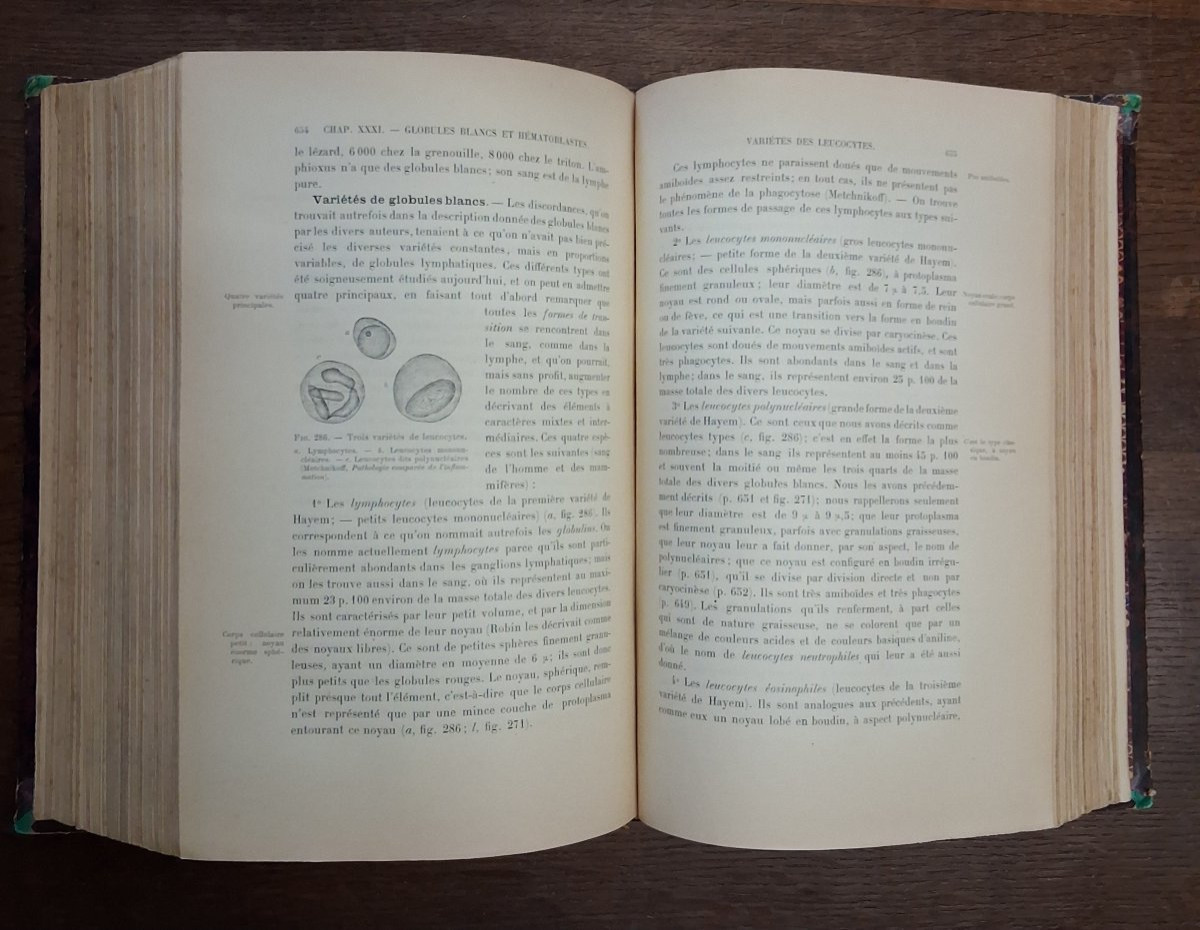 654 CHAP. XXXI. — GLOBULES BLANCS ET HÉMATOBLASTES.
le lézard, 6000 chez la grenouille, 8000 chez le triton. L'am-
phioxus n'a que des globules blancs; son sang est de la lymphe
pure.
Variétés de globules blancs. — Les discordances, qu'on
trouvait autrefois dans la description donnée des globules blancs
par les divers auteurs, tenaient à ce qu'on n'avait pas bien pré-
cisé les diverses variétés constantes, mais en proportions
variables, de globules lymphatiques. Ces différents types ont
été soigneusement étudiés aujourd'hui, et on peut en admettre
Quatre variétés
principales.
quatre principaux, en faisant tout d'abord remarquer que
toutes les formes de tran-
sition se rencontrent dans
le sang, comme dans la
lymphe, et qu'on pourrait,
mais sans profit, augmenter
le nombre de ces types en
décrivant des éléments à
caractères mixtes et inter-
médiaires. Ces quatre espè-
ces sont les suivantes (sang
de l'homme et des mam-
mifères) :
a
c
b
FIG. 286. — Trois variétés de leucocytes.
a. Lymphocytes. — b. Leucocytes mononu-
cléaires. — c. Leucocytes dits polynucléaires
(Metchnikoff, Pathologie comparée de l'inflam-
mation).
1° Les lymphocytes (leucocytes de la première variété de
Hayem; — petits leucocytes mononucléaires) (a, fig. 286). Ils
correspondent à ce qu'on nommait autrefois les globulins. On
les nomme actuellement lymphocytes parce qu'ils sont parti-
culièrement abondants dans les ganglions lymphatiques; mais
on les trouve aussi dans le sang, où ils représentent au maxi-
mum 23 p. 100 environ de la masse totale des divers leucocytes.
Ils sont caractérisés par leur petit volume, et par la dimension
Corps cellulaire
petit; noyau
énorme sphé-
rique.
relativement énorme de leur noyau (Robin les décrivait comme
des noyaux libres). Ce sont de petites sphères finement granu-
leuses, ayant un diamètre en moyenne de 6 μ; ils sont donc
plus petits que les globules rouges. Le noyau, sphérique, rem-
plit presque tout l'élément, c'est-à-dire que le corps cellulaire
n'est représenté que par une mince couche de protoplasma
entourant ce noyau (a, fig. 286; l, fig. 271).
VARIÉTÉS DES LEUCOCYTES. 655
Ces lymphocytes ne paraissent doués que de mouvements
Peu amiboïdes.
amiboïdes assez restreints; en tout cas, ils ne présentent pas
le phénomène de la phagocytose (Metchnikoff). — On trouve
toutes les formes de passage de ces lymphocytes aux types sui-
vants.
2° Les leucocytes mononucléaires (gros leucocytes mononu-
cléaires; — petite forme de la deuxième variété de Hayem).
Ce sont des cellules sphériques (b, fig. 286), à protoplasma
finement granuleux; leur diamètre est de 7 μ à 7,5. Leur
noyau est rond ou ovale, mais parfois aussi en forme de rein
ou de fève, ce qui est une transition vers la forme en boudin
de la variété suivante. Ce noyau se divise par caryocinèse. Ces
leucocytes sont doués de mouvements amiboïdes actifs, et sont
très phagocytes. Ils sont abondants dans le sang et dans la
lymphe; dans le sang, ils représentent environ 25 p. 100 de la
masse totale des divers leucocytes.
3° Les leucocytes polynucléaires (grande forme de la deuxième
variété de Hayem). Ce sont ceux que nous avons décrits comme
leucocytes types (c, fig. 286); c'est en effet la forme la plus
nombreuse; dans le sang ils représentent au moins 45 p. 100
et souvent la moitié ou même les trois quarts de la masse
totale des divers globules blancs. Nous les avons précédem-
ment décrits (p. 651 et fig. 271); nous rappellerons seulement
que leur diamètre est de 9 μ à 9 μ,5; que leur protoplasma
est finement granuleux, parfois avec granulations graisseuses,
que leur noyau leur a fait donner, par son aspect, le nom de
polynucléaires; que ce noyau est configuré en boudin irrégu-
lier (p. 651), qu'il se divise par division directe et non par
caryocinèse (p. 652). Ils sont très amiboïdes et très phagocytes
(p. 649). Les granulations qu'ils renferment, à part celles
qui sont de nature graisseuse, ne se colorent que par un
mélange de couleurs acides et de couleurs basiques d'aniline,
d'où le nom de leucocytes neutrophiles qui leur a été aussi
donné.
4° Les leucocytes éosinophiles (leucocytes de la troisième
variété de Hayem). Ils sont analogues aux précédents, ayant
comme eux un noyau lobé en boudin, à aspect polynucléaire,